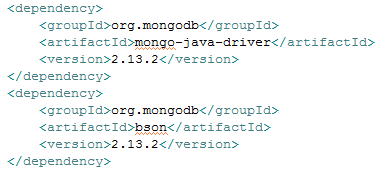 <dependency>
    <groupId>org.mongodb</groupId>
    <artifactId>mongo-java-driver</artifactId>
    <version>2.13.2</version>
</dependency>
<dependency>
    <groupId>org.mongodb</groupId>
    <artifactId>bson</artifactId>
    <version>2.13.2</version>
</dependency>